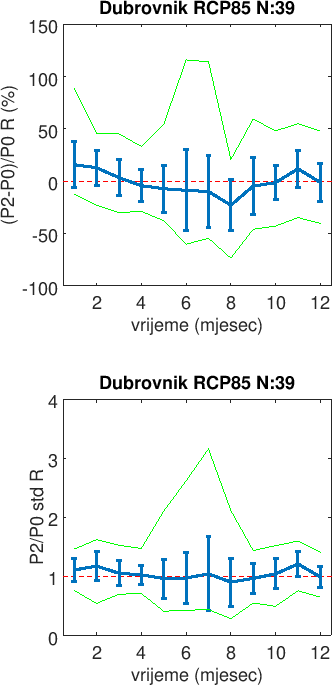 Dubrovnik RCP85 N:39
150
100
50
0
-50
-100
(P2-P0)/P0 R (%)
2 4 6 8 10 12
vrijeme (mjesec)
Dubrovnik RCP85 N:39
4
3
2
1
0
P2/P0 std R
2 4 6 8 10 12
vrijeme (mjesec)